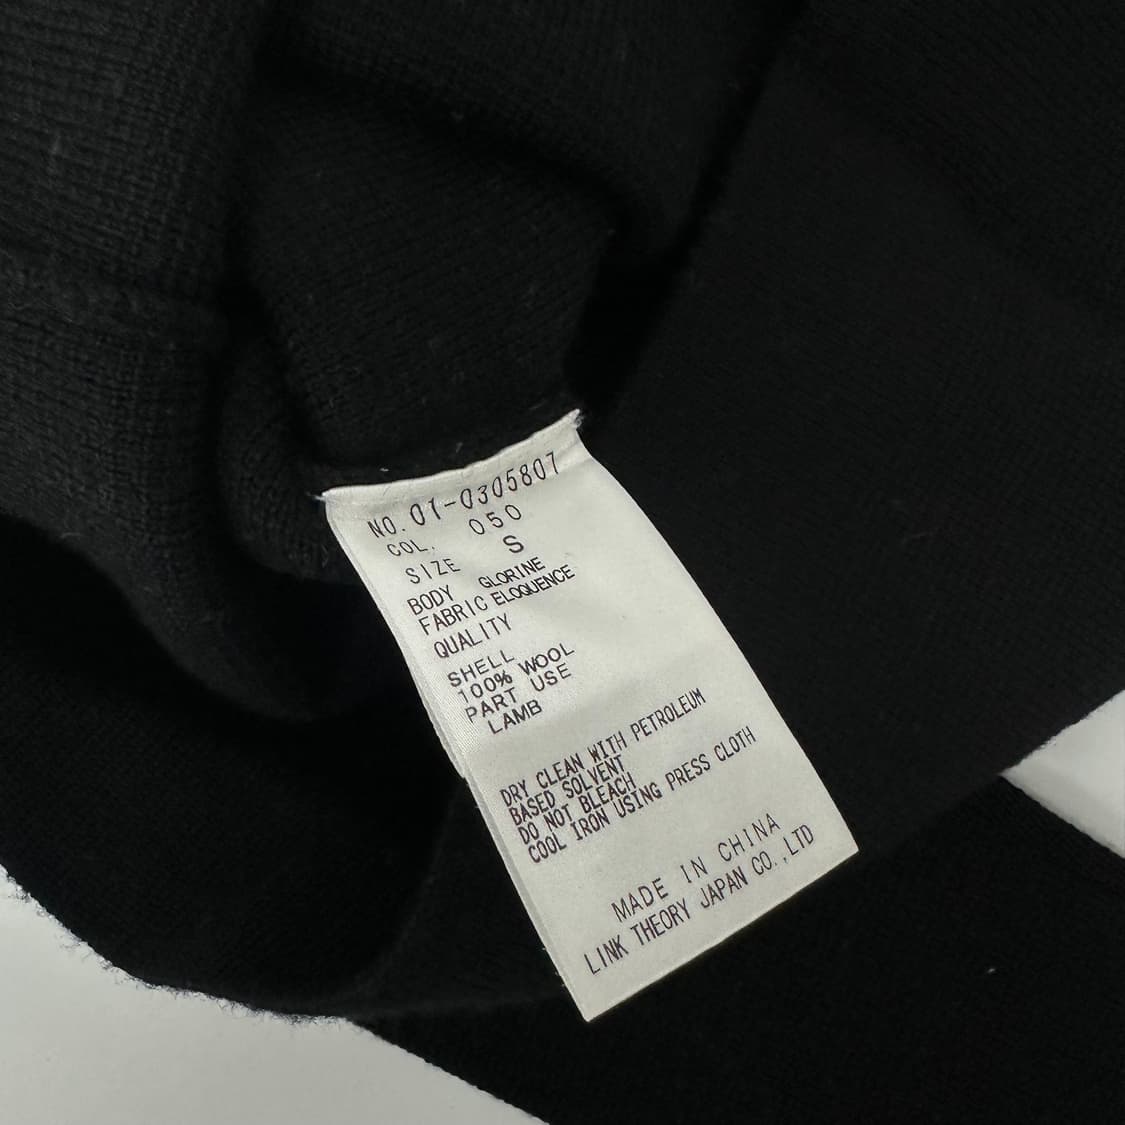 NO. 01-0305807
COL. 050
SIZE S
BODY GLORINE
FABRIC ELOQUENCE
QUALITY
SHELL
100% WOOL
PART USE
LAMB
DRY CLEAN WITH PETROLEUM
BASED SOLVENT
DO NOT BLEACH
COOL IRON USING PRESS CLOTH
MADE IN CHINA
LINK THEORY JAPAN CO.,LTD